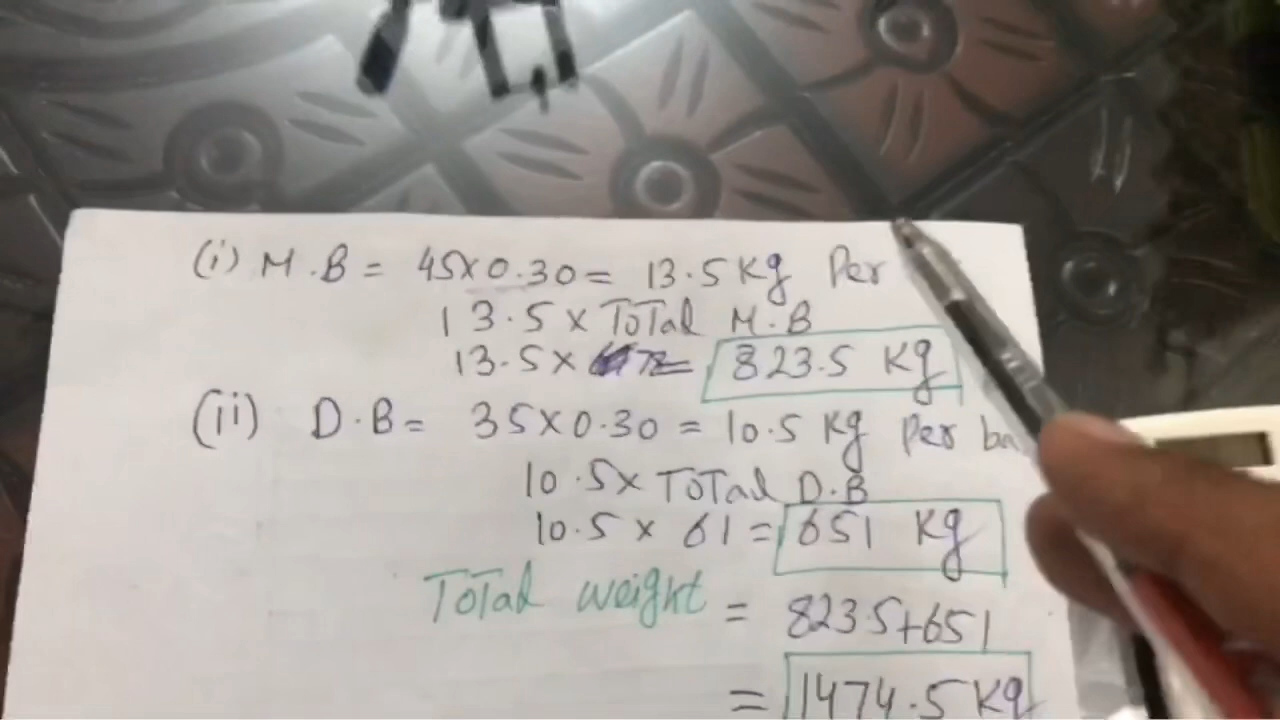 (i) M.B = 45x0.30 = 13.5 Kg Per
13.5 x Total M.B
13.5 x = 823.5 Kg
(ii) D.B = 35x0.30 = 10.5 Kg Per
10.5x Total D.B
10.5 x 61 = 651 Kg
Total weight = 823.5+651
= 1474.5 Kg